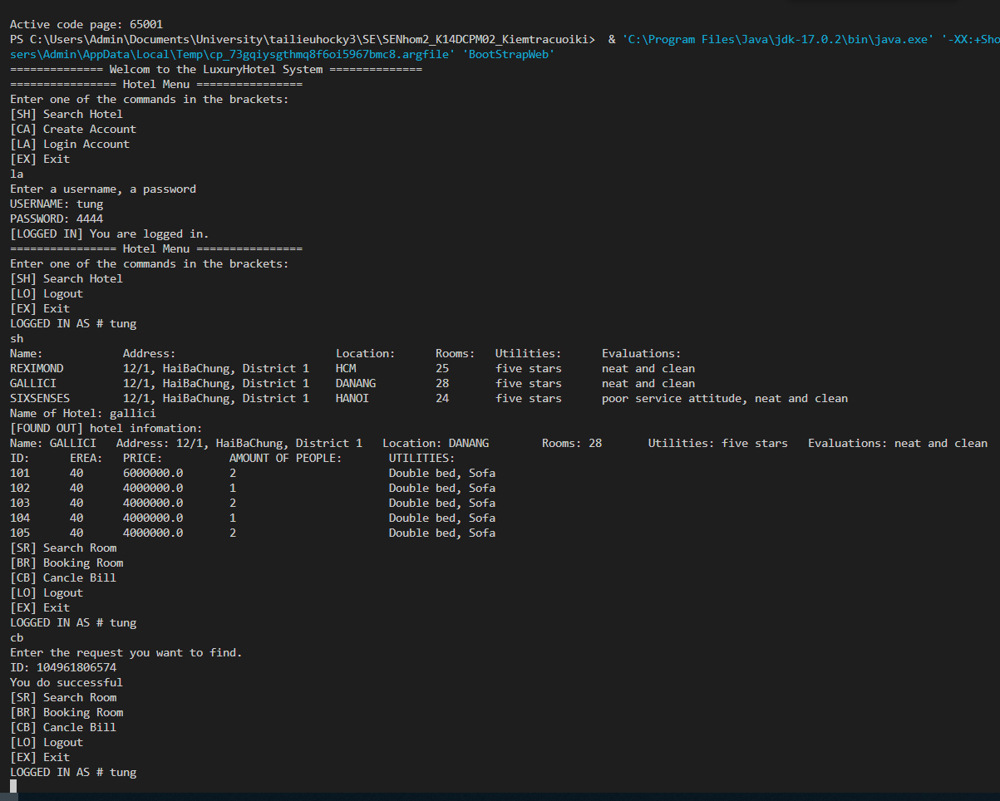 Active code page: 65001
PS C:\Users\Admin\Documents\University\tailieuhocky3\SE\SENhom2_K14DCPM02_Kiemtracuoiki>  & 'C:\Program Files\Java\jdk-17.0.2\bin\java.exe' '-XX:+Sho
sers\Admin\AppData\Local\Temp\cp_73gqiysgthmq8f6oi5967bmc8.argfile' 'BootStrapWeb'
============== Welcom to the LuxuryHotel System ==============
================ Hotel Menu ================
Enter one of the commands in the brackets:
[SH] Search Hotel
[CA] Create Account
[LA] Login Account
[EX] Exit
la
Enter a username, a password
USERNAME: tung
PASSWORD: 4444
[LOGGED IN] You are logged in.
================ Hotel Menu ================
Enter one of the commands in the brackets:
[SH] Search Hotel
[LO] Logout
[EX] Exit
LOGGED IN AS # tung
sh
Name:            Address:                        Location:      Rooms:   Utilities:      Evaluations:
REXIMOND         12/1, HaiBaChung, District 1    HCM            25       five stars      neat and clean
GALLICI          12/1, HaiBaChung, District 1    DANANG         28       five stars      neat and clean
SIXSENSES        12/1, HaiBaChung, District 1    HANOI          24       five stars      poor service attitude, neat and clean
Name of Hotel: gallici
[FOUND OUT] hotel infomation:
Name: GALLICI   Address: 12/1, HaiBaChung, District 1   Location: DANANG        Rooms: 28       Utilities: five stars   Evaluations: neat and clean
ID:      EREA:   PRICE:          AMOUNT OF PEOPLE:       UTILITIES:
101      40      6000000.0       2                       Double bed, Sofa
102      40      4000000.0       1                       Double bed, Sofa
103      40      4000000.0       2                       Double bed, Sofa
104      40      4000000.0       1                       Double bed, Sofa
105      40      4000000.0       2                       Double bed, Sofa
[SR] Search Room
[BR] Booking Room
[CB] Cancle Bill
[LO] Logout
[EX] Exit
LOGGED IN AS # tung
cb
Enter the request you want to find.
ID: 104961806574
You do successful
[SR] Search Room
[BR] Booking Room
[CB] Cancle Bill
[LO] Logout
[EX] Exit
LOGGED IN AS # tung